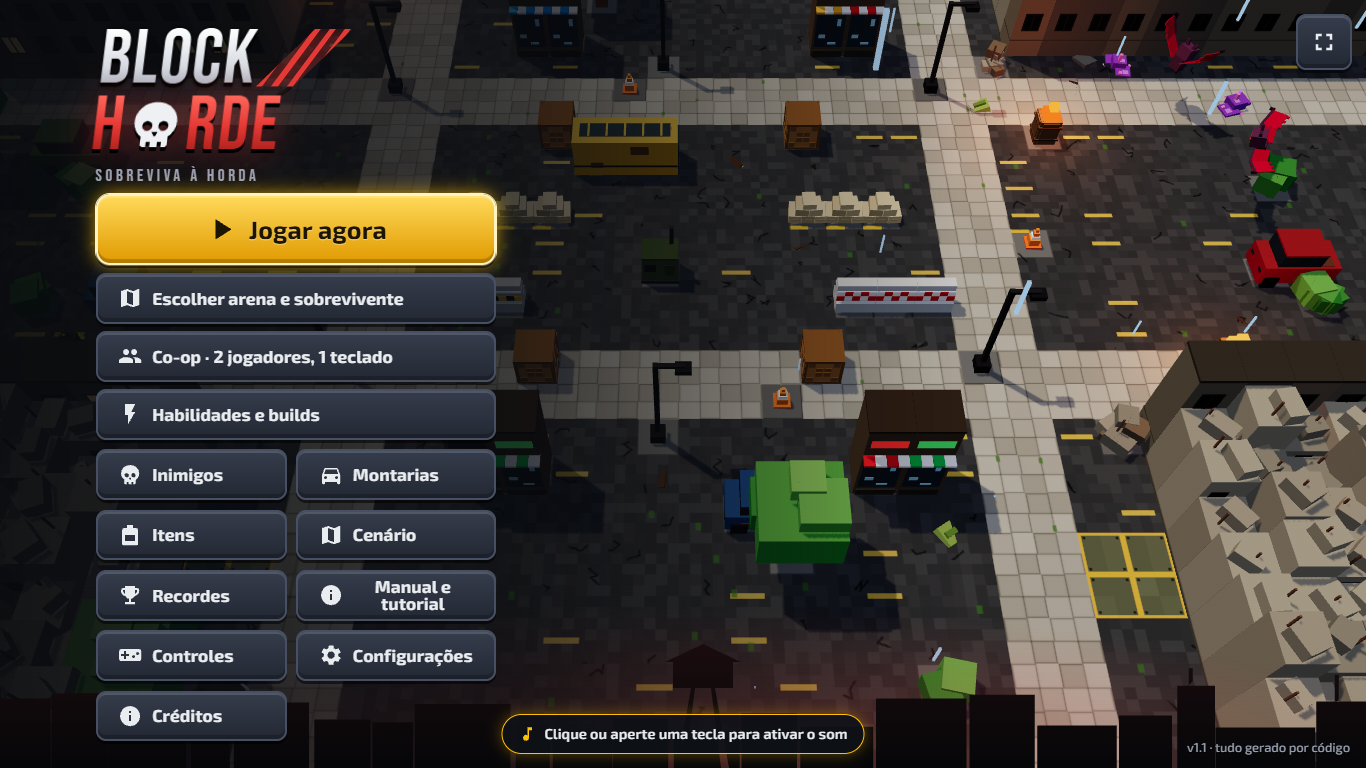 BLOCK
HORDE
SOBREVIVA À HORDA
Jogar agora
Escolher arena e sobrevivente
Co-op · 2 jogadores, 1 teclado
Habilidades e builds
Inimigos
Montarias
Itens
Cenário
Recordes
Manual e
tutorial
Controles
Configurações
Créditos
Clique ou aperte uma tecla para ativar o som
v1.1 · tudo gerado por código